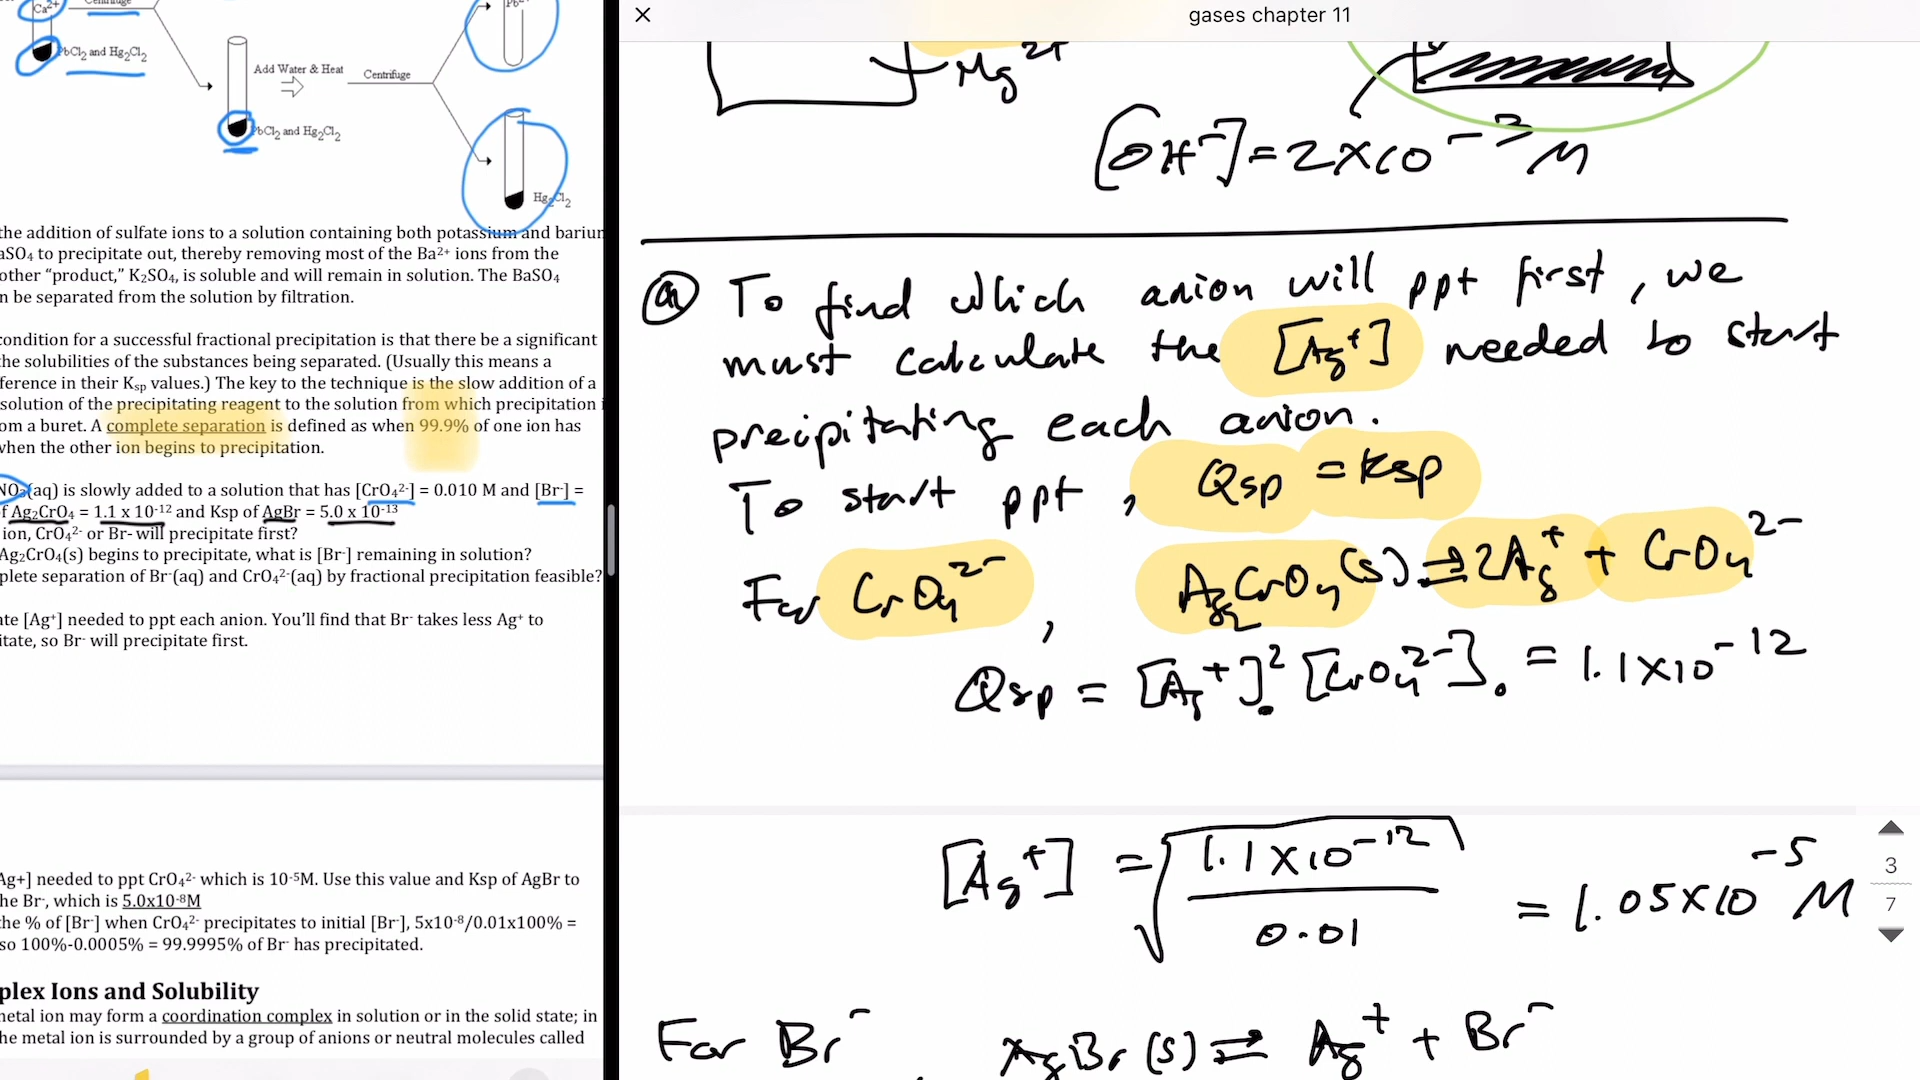 Ca2+
Centrifuge
PbCl2 and Hg2Cl2
Add Water & Heat
Centrifuge
PbCl2 and Hg2Cl2
Hg2Cl2
the addition of sulfate ions to a solution containing both potassium and barium
aSO4 to precipitate out, thereby removing most of the Ba2+ ions from the
other “product,” K2SO4, is soluble and will remain in solution. The BaSO4
n be separated from the solution by filtration.
condition for a successful fractional precipitation is that there be a significant
the solubilities of the substances being separated. (Usually this means a
ference in their Ksp values.) The key to the technique is the slow addition of a
solution of the precipitating reagent to the solution from which precipitation i
om a buret. A complete separation is defined as when 99.9% of one ion has
when the other ion begins to precipitation.
NO3(aq) is slowly added to a solution that has [CrO42-] = 0.010 M and [Br-] =
f Ag2CrO4 = 1.1 x 10-12 and Ksp of AgBr = 5.0 x 10-13
ion, CrO42- or Br- will precipitate first?
Ag2CrO4(s) begins to precipitate, what is [Br-] remaining in solution?
plete separation of Br-(aq) and CrO42-(aq) by fractional precipitation feasible?
ate [Ag+] needed to ppt each anion. You’ll find that Br- takes less Ag+ to
itate, so Br- will precipitate first.
Ag+] needed to ppt CrO42- which is 10-5M. Use this value and Ksp of AgBr to
he Br-, which is 5.0x10-8M
the % of [Br-] when CrO42- precipitates to initial [Br-], 5x10-8/0.01x100% =
so 100%-0.0005% = 99.9995% of Br- has precipitated.
plex Ions and Solubility
metal ion may form a coordination complex in solution or in the solid state; in
he metal ion is surrounded by a group of anions or neutral molecules called
× gases chapter 11
Mg2+
[OH-] = 2×10-3 M
(a) To find which anion will ppt first, we
must calculate the [Ag+] needed to start
precipitating each anion.
To start ppt, Qsp = Ksp
For CrO42-, Ag2CrO4(s) ⇌ 2Ag+ + CrO42-
Qsp = [Ag+]02 [CrO42-]0 = 1.1×10-12
[Ag+] = √(1.1×10-12 / 0.01) = 1.05×10-5 M
3
7
For Br-, AgBr(s) ⇌ Ag+ + Br-